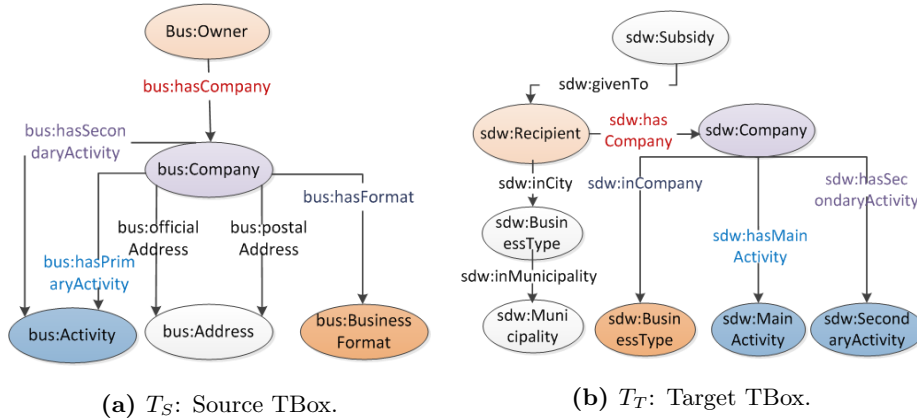 Bus:Owner
bus:hasCompany
bus:hasSecon
daryActivity
bus:Company
bus:hasFormat
bus:official
Address
bus:postal
Address
bus:hasPrim
aryActivity
bus:Activity
bus:Address
bus:Business
Format
(a) T_S: Source TBox.
sdw:Subsidy
sdw:givenTo
sdw:Recipient
sdw:has
Company
sdw:Company
sdw:inCity
sdw:inCompany
sdw:hasSec
ondaryActivity
sdw:Busin
essType
sdw:hasMain
Activity
sdw:inMunicipality
sdw:Muni
cipality
sdw:Busin
essType
sdw:Main
Activity
sdw:Second
aryActivity
(b) T_T: Target TBox.